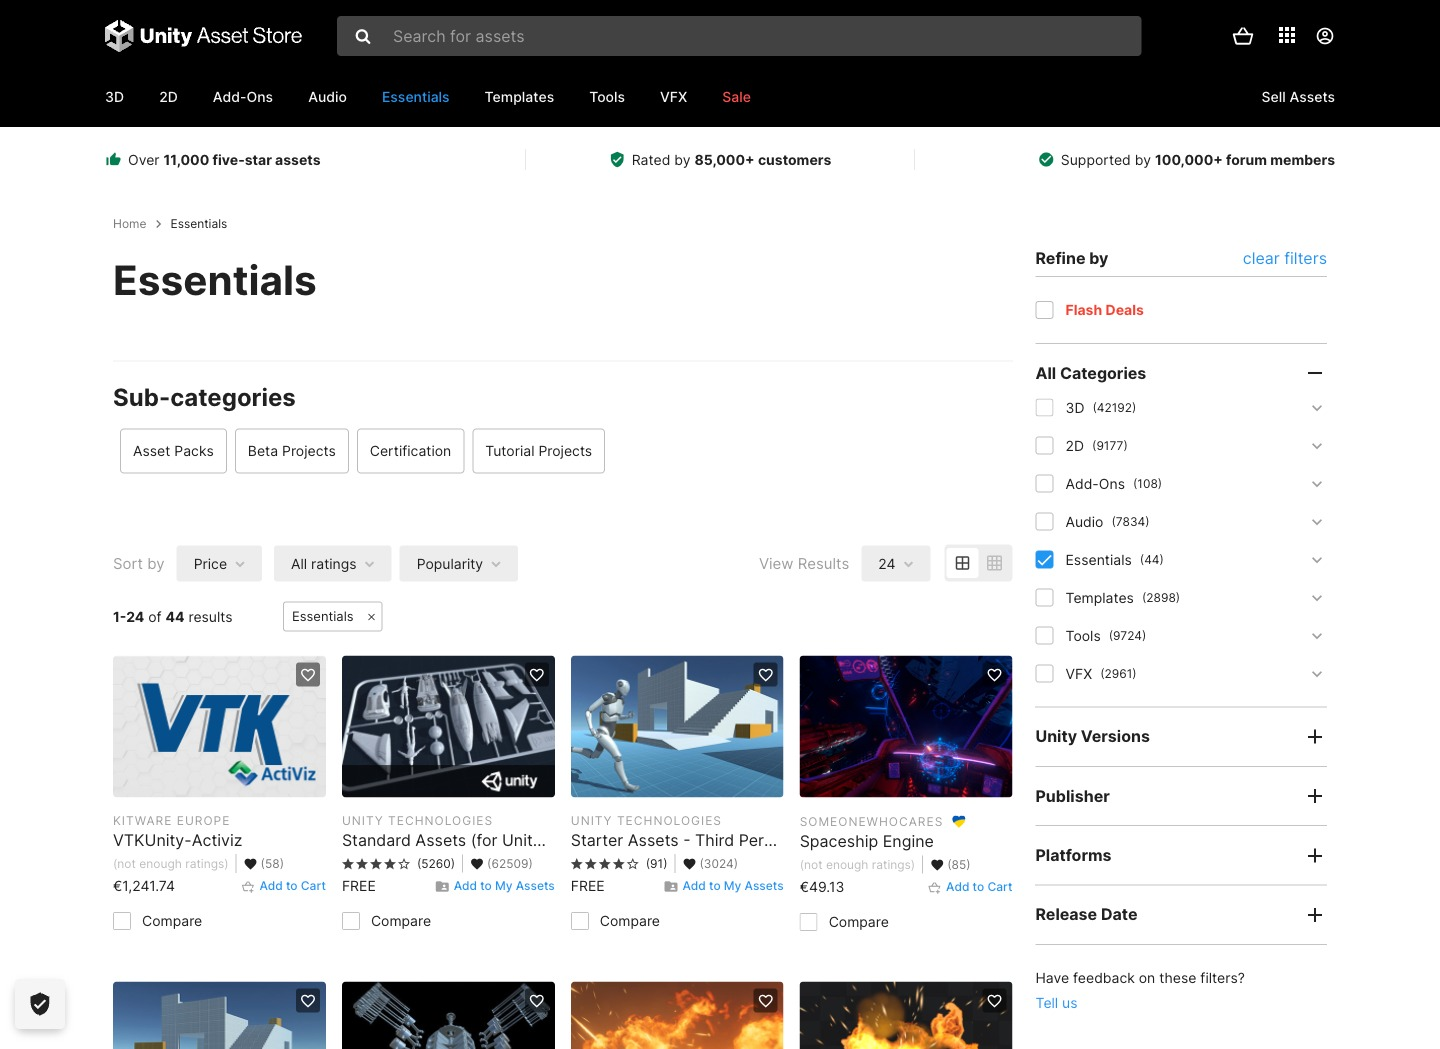 Unity Asset Store
Search for assets
3D 2D Add-Ons Audio Essentials Templates Tools VFX Sale Sell Assets
Over 11,000 five-star assets
Rated by 85,000+ customers
Supported by 100,000+ forum members
Home > Essentials
Essentials
Sub-categories
Asset Packs Beta Projects Certification Tutorial Projects
Sort by Price All ratings Popularity View Results 24
1-24 of 44 results Essentials ×
VTK
ActiViz
KITWARE EUROPE
VTKUnity-Activiz
(not enough ratings) (58)
€1,241.74 Add to Cart
Compare
unity
UNITY TECHNOLOGIES
Standard Assets (for Unit...
(5260) (62509)
FREE Add to My Assets
Compare
UNITY TECHNOLOGIES
Starter Assets - Third Per...
(91) (3024)
FREE Add to My Assets
Compare
SOMEONEWHOCARES
Spaceship Engine
(not enough ratings) (85)
€49.13 Add to Cart
Compare
Refine by clear filters
Flash Deals
All Categories
3D (42192)
2D (9177)
Add-Ons (108)
Audio (7834)
Essentials (44)
Templates (2898)
Tools (9724)
VFX (2961)
Unity Versions
Publisher
Platforms
Release Date
Have feedback on these filters?
Tell us